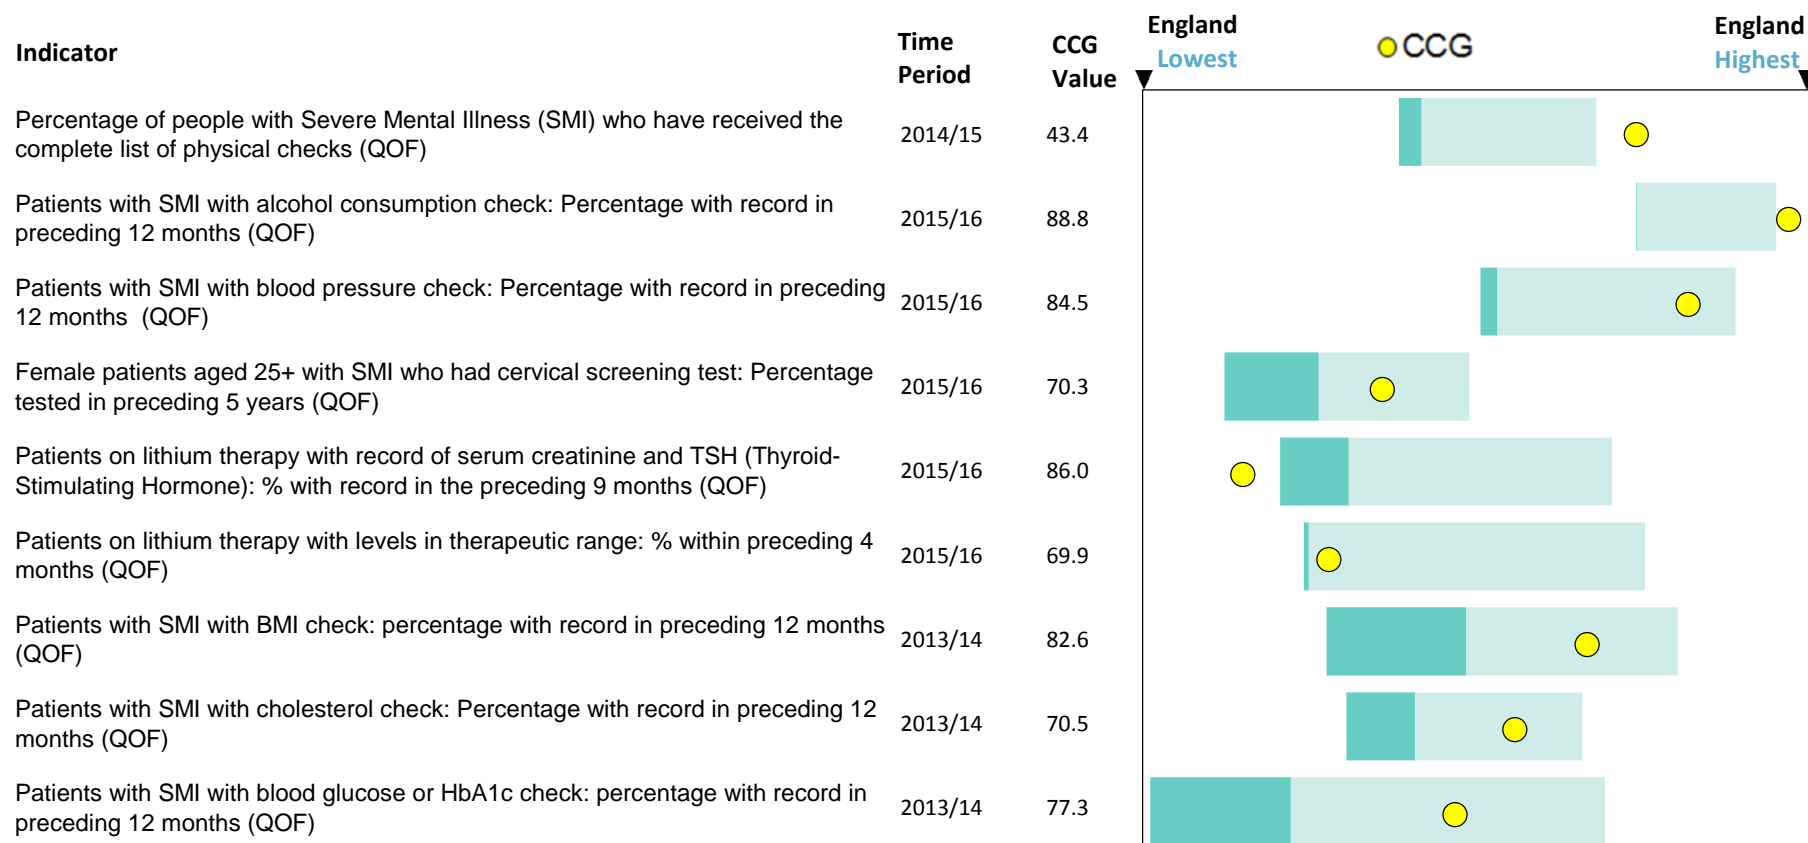 Indicator
Time Period
CCG Value
England Lowest
CCG
England Highest
Percentage of people with Severe Mental Illness (SMI) who have received the
complete list of physical checks (QOF)
2014/15
43.4
Patients with SMI with alcohol consumption check: Percentage with record in
preceding 12 months (QOF)
2015/16
88.8
Patients with SMI with blood pressure check: Percentage with record in preceding
12 months  (QOF)
2015/16
84.5
Female patients aged 25+ with SMI who had cervical screening test: Percentage
tested in preceding 5 years (QOF)
2015/16
70.3
Patients on lithium therapy with record of serum creatinine and TSH (Thyroid-
Stimulating Hormone): % with record in the preceding 9 months (QOF)
2015/16
86.0
Patients on lithium therapy with levels in therapeutic range: % within preceding 4
months (QOF)
2015/16
69.9
Patients with SMI with BMI check: percentage with record in preceding 12 months
(QOF)
2013/14
82.6
Patients with SMI with cholesterol check: Percentage with record in preceding 12
months (QOF)
2013/14
70.5
Patients with SMI with blood glucose or HbA1c check: percentage with record in
preceding 12 months (QOF)
2013/14
77.3